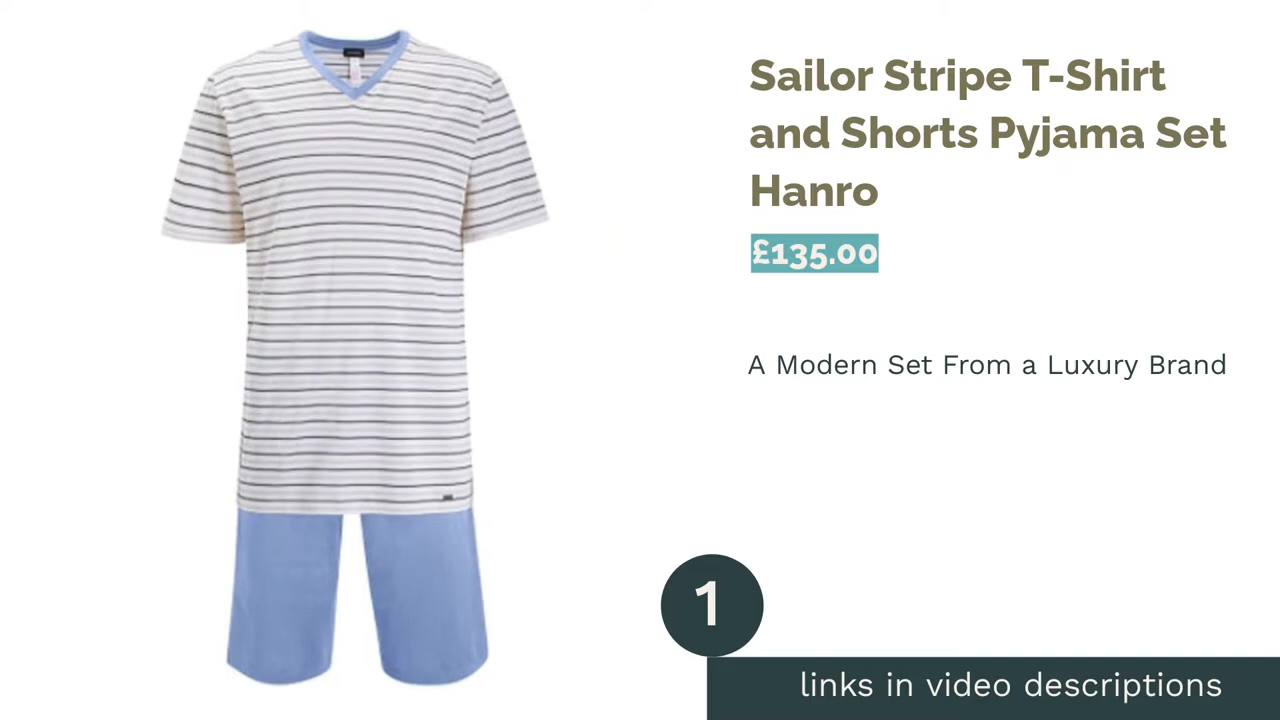 Sailor Stripe T-Shirt
and Shorts Pyjama Set
Hanro
£135.00
A Modern Set From a Luxury Brand
1
links in video descriptions